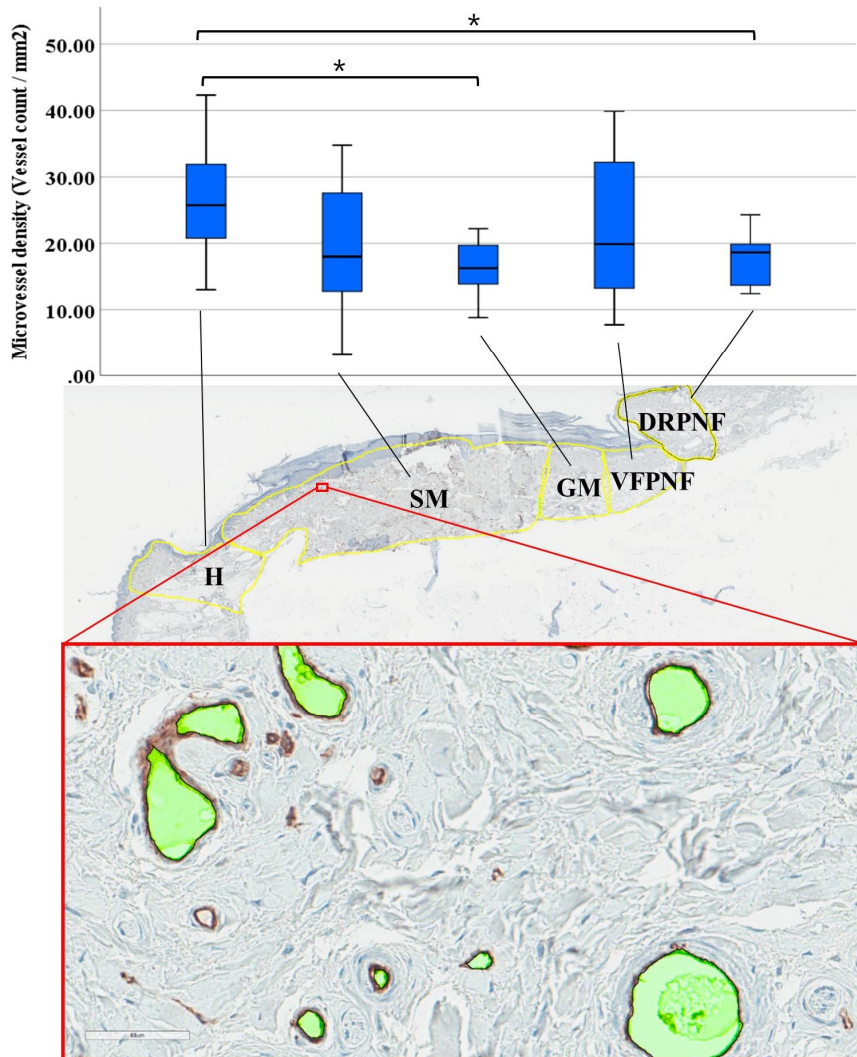 *
*
50.00
40.00
30.00
20.00
10.00
.00
Microvessel density (Vessel count / mm2)
DRPNF
SM
GM
VFPNF
H
60um